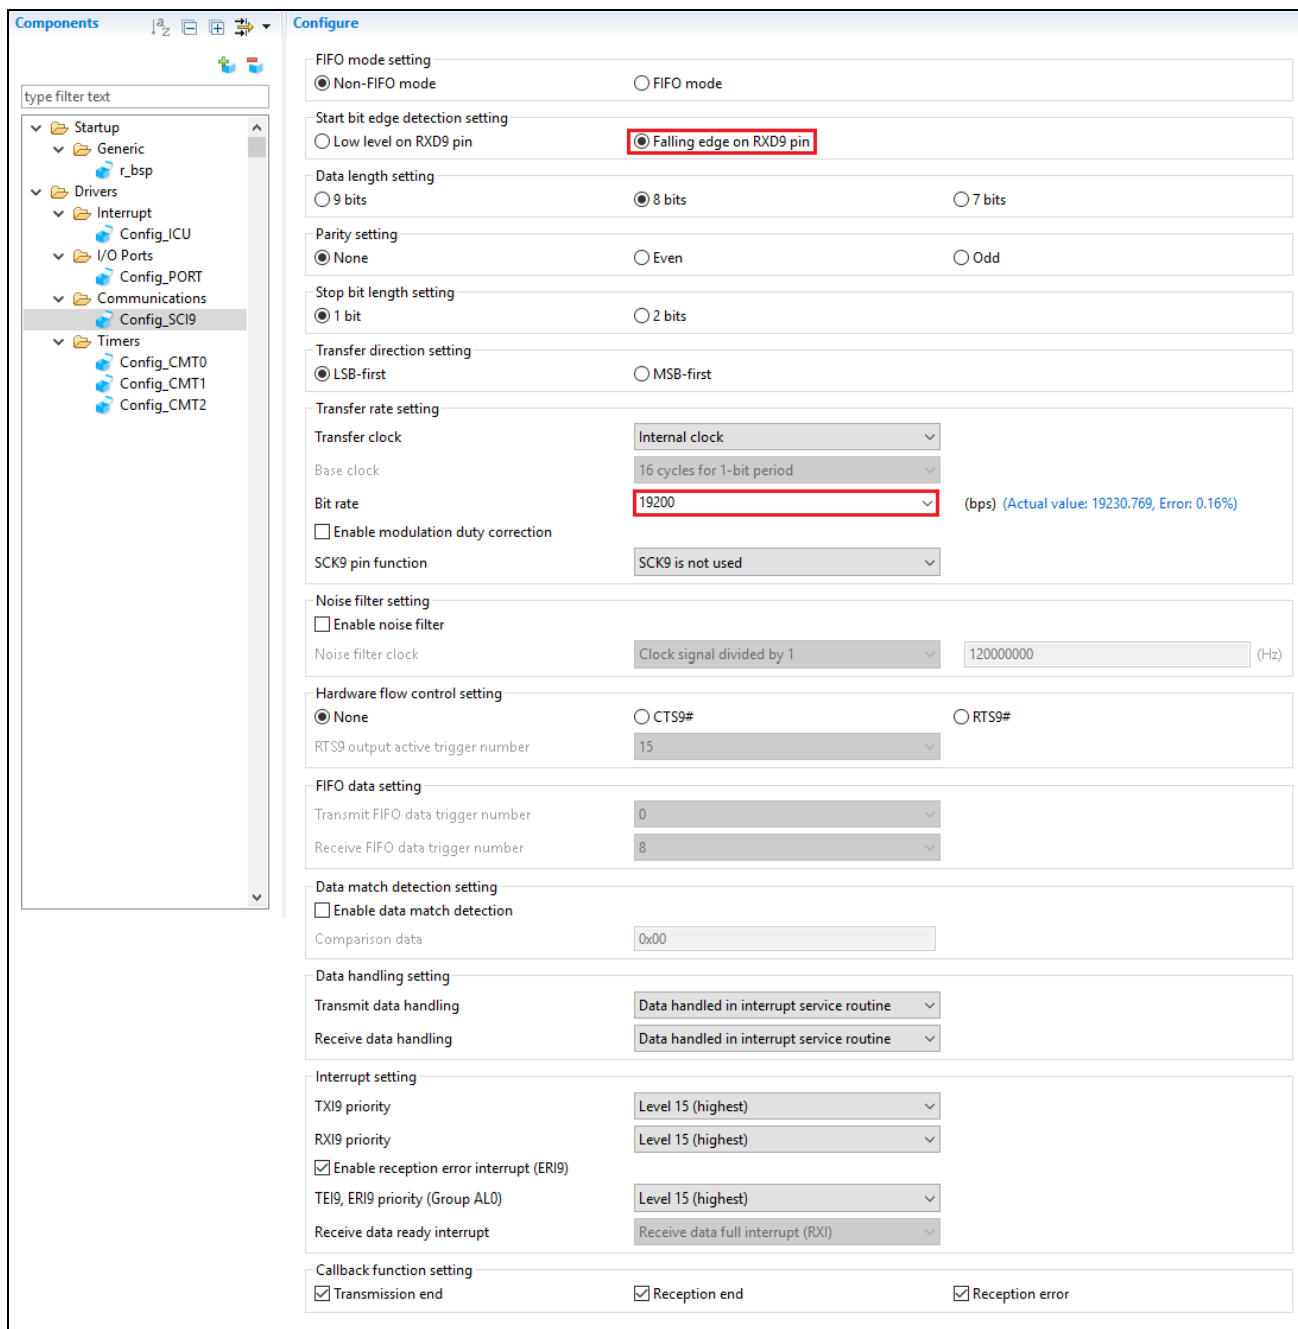 Components
type filter text
Startup
Generic
r_bsp
Drivers
Interrupt
Config_ICU
I/O Ports
Config_PORT
Communications
Config_SCI9
Timers
Config_CMT0
Config_CMT1
Config_CMT2
Configure
FIFO mode setting
Non-FIFO mode FIFO mode
Start bit edge detection setting
Low level on RXD9 pin Falling edge on RXD9 pin
Data length setting
9 bits 8 bits 7 bits
Parity setting
None Even Odd
Stop bit length setting
1 bit 2 bits
Transfer direction setting
LSB-first MSB-first
Transfer rate setting
Transfer clock Internal clock
Base clock 16 cycles for 1-bit period
Bit rate 19200 (bps) (Actual value: 19230.769, Error: 0.16%)
Enable modulation duty correction
SCK9 pin function SCK9 is not used
Noise filter setting
Enable noise filter
Noise filter clock Clock signal divided by 1 120000000 (Hz)
Hardware flow control setting
None CTS9# RTS9#
RTS9 output active trigger number 15
FIFO data setting
Transmit FIFO data trigger number 0
Receive FIFO data trigger number 8
Data match detection setting
Enable data match detection
Comparison data 0x00
Data handling setting
Transmit data handling Data handled in interrupt service routine
Receive data handling Data handled in interrupt service routine
Interrupt setting
TXI9 priority Level 15 (highest)
RXI9 priority Level 15 (highest)
Enable reception error interrupt (ERI9)
TEI9, ERI9 priority (Group AL0) Level 15 (highest)
Receive data ready interrupt Receive data full interrupt (RXI)
Callback function setting
Transmission end Reception end Reception error